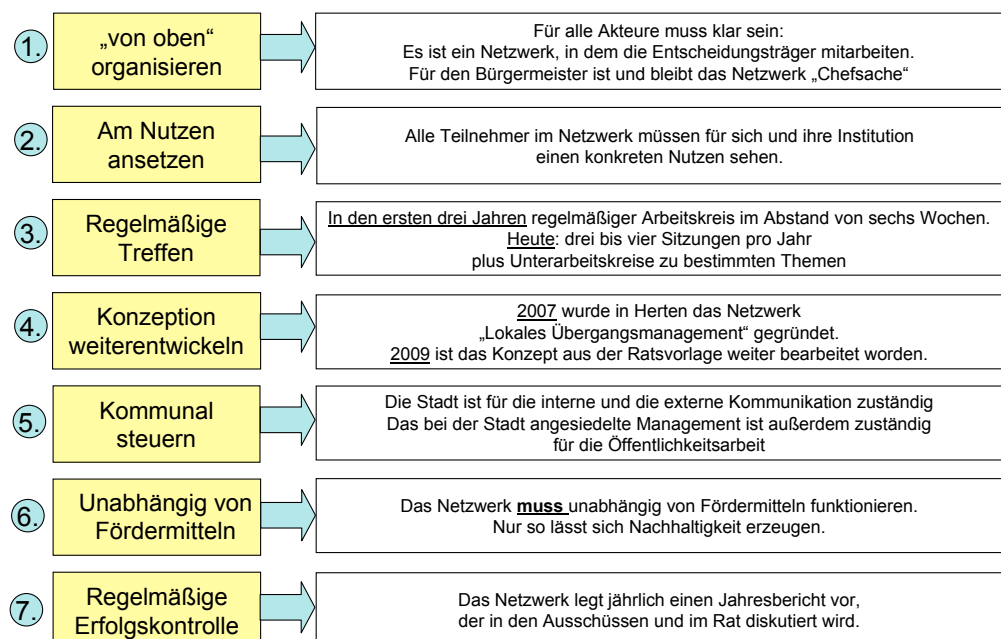 1.
„von oben“
organisieren
Für alle Akteure muss klar sein:
Es ist ein Netzwerk, in dem die Entscheidungsträger mitarbeiten.
Für den Bürgermeister ist und bleibt das Netzwerk „Chefsache“
2.
Am Nutzen
ansetzen
Alle Teilnehmer im Netzwerk müssen für sich und ihre Institution
einen konkreten Nutzen sehen.
3.
Regelmäßige
Treffen
In den ersten drei Jahren regelmäßiger Arbeitskreis im Abstand von sechs Wochen.
Heute: drei bis vier Sitzungen pro Jahr
plus Unterarbeitskreise zu bestimmten Themen
4.
Konzeption
weiterentwickeln
2007 wurde in Herten das Netzwerk
„Lokales Übergangsmanagement“ gegründet.
2009 ist das Konzept aus der Ratsvorlage weiter bearbeitet worden.
5.
Kommunal
steuern
Die Stadt ist für die interne und die externe Kommunikation zuständig
Das bei der Stadt angesiedelte Management ist außerdem zuständig
für die Öffentlichkeitsarbeit
6.
Unabhängig von
Fördermitteln
Das Netzwerk muss unabhängig von Fördermitteln funktionieren.
Nur so lässt sich Nachhaltigkeit erzeugen.
7.
Regelmäßige
Erfolgskontrolle
Das Netzwerk legt jährlich einen Jahresbericht vor,
der in den Ausschüssen und im Rat diskutiert wird.